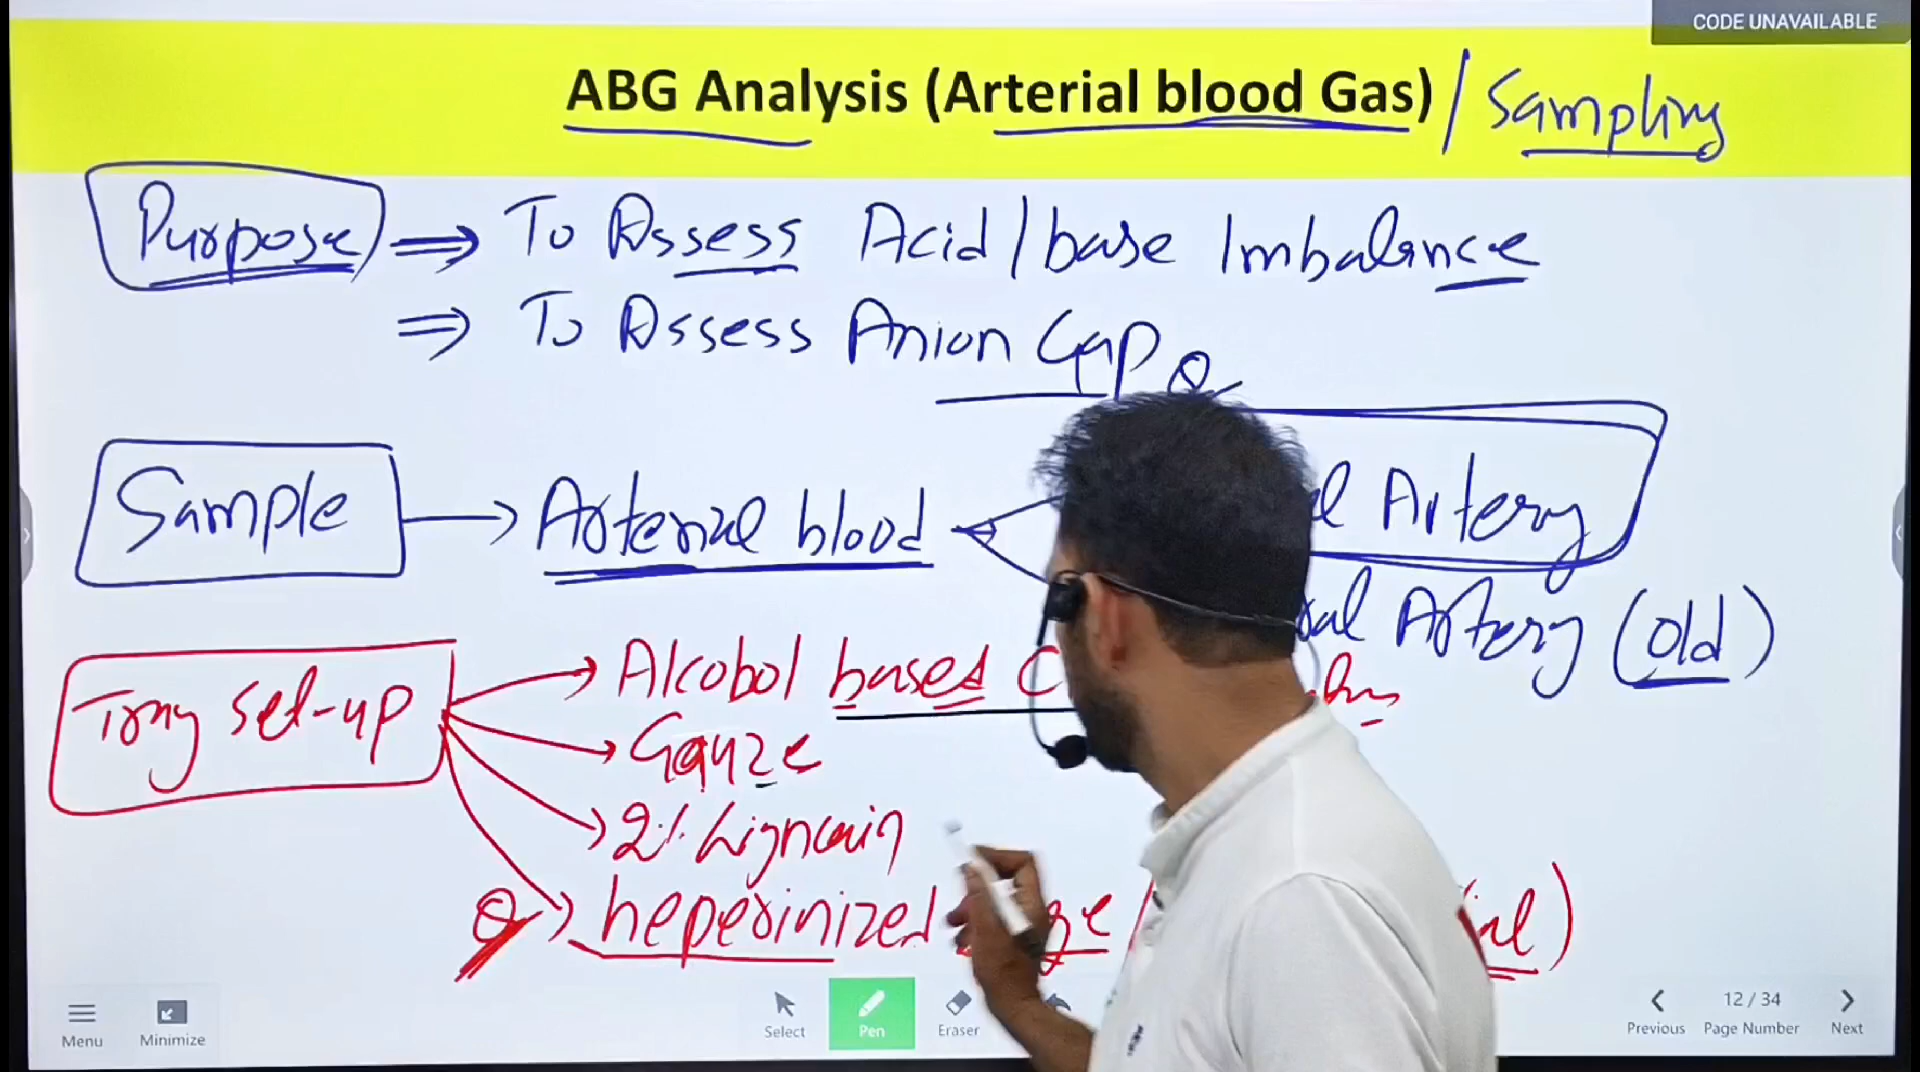 CODE UNAVAILABLE
ABG Analysis (Arterial blood Gas) / Sampling
Purpose ⇒ To Assess Acid/base Imbalance
⇒ To Assess Anion Gap
Sample → Arterial blood Artery
Artery (old)
Tray set-up → Alcohol based
→ Gauze
→ 2%
→ heperinized
Menu
Minimize
Select
Pen
Eraser
Previous
12 / 34
Page Number
Next